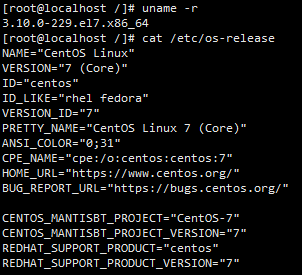 [root@localhost /]# uname -r
3.10.0-229.el7.x86_64
[root@localhost /]# cat /etc/os-release
NAME="CentOS Linux"
VERSION="7 (Core)"
ID="centos"
ID_LIKE="rhel fedora"
VERSION_ID="7"
PRETTY_NAME="CentOS Linux 7 (Core)"
ANSI_COLOR="0;31"
CPE_NAME="cpe:/o:centos:centos:7"
HOME_URL="https://www.centos.org/"
BUG_REPORT_URL="https://bugs.centos.org/"

CENTOS_MANTISBT_PROJECT="CentOS-7"
CENTOS_MANTISBT_PROJECT_VERSION="7"
REDHAT_SUPPORT_PRODUCT="centos"
REDHAT_SUPPORT_PRODUCT_VERSION="7"